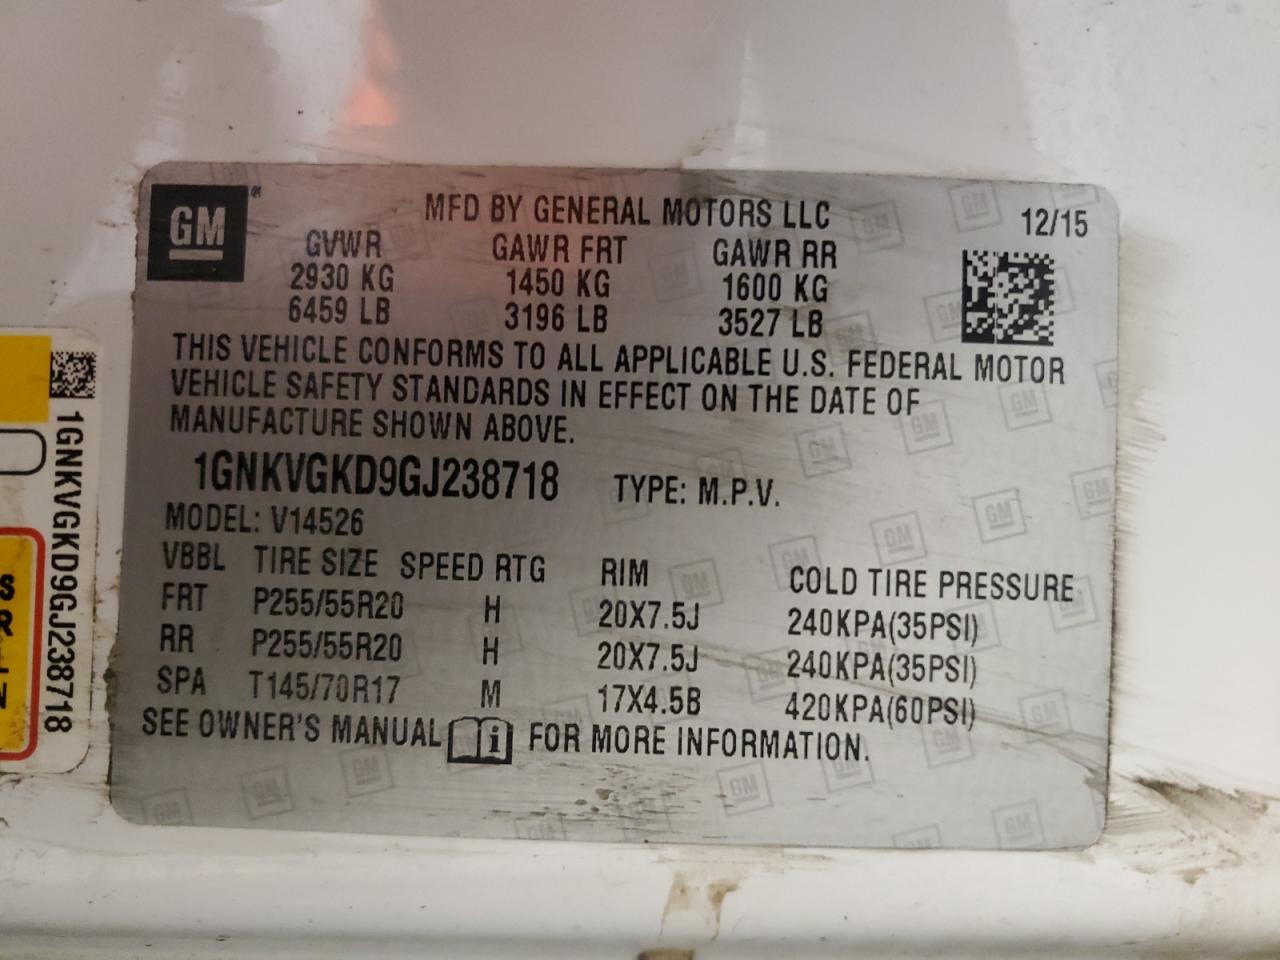 GM®
MFD BY GENERAL MOTORS LLC 12/15
GVWR GAWR FRT GAWR RR
2930 KG 1450 KG 1600 KG
6459 LB 3196 LB 3527 LB
THIS VEHICLE CONFORMS TO ALL APPLICABLE U.S. FEDERAL MOTOR
VEHICLE SAFETY STANDARDS IN EFFECT ON THE DATE OF
MANUFACTURE SHOWN ABOVE.
1GNKVGKD9GJ238718 TYPE: M.P.V.
MODEL: V14526
VBBL TIRE SIZE SPEED RTG RIM COLD TIRE PRESSURE
FRT P255/55R20 H 20X7.5J 240KPA(35PSI)
RR P255/55R20 H 20X7.5J 240KPA(35PSI)
SPA T145/70R17 M 17X4.5B 420KPA(60PSI)
SEE OWNER'S MANUAL i FOR MORE INFORMATION.
1GNKVGKD9GJ238718